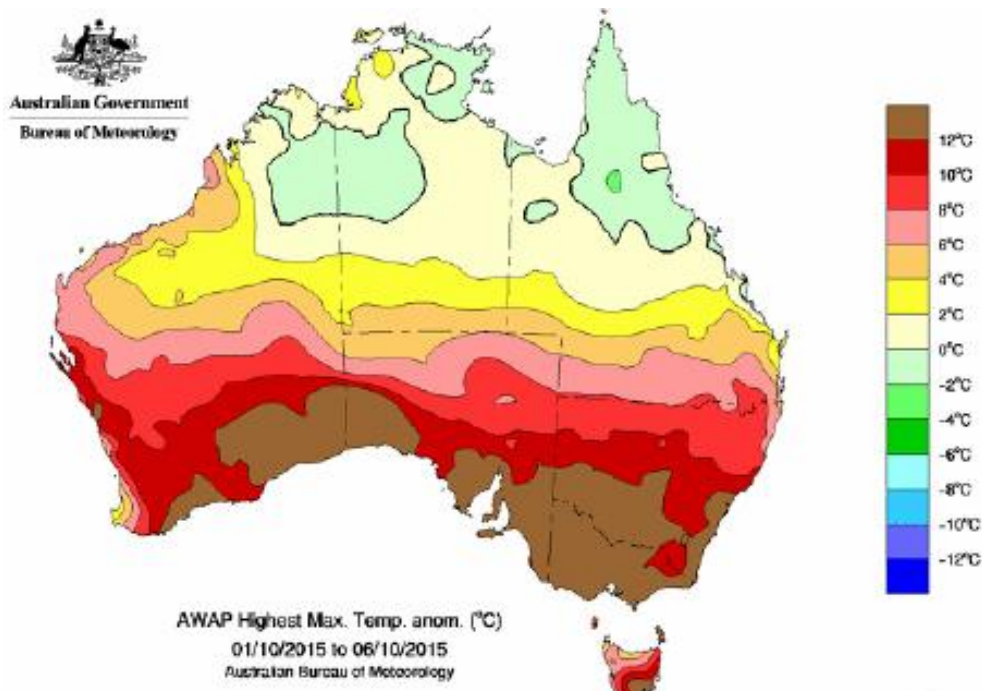 Australian Government
Bureau of Meteorology
12°C
10°C
8°C
6°C
4°C
2°C
0°C
-2°C
-4°C
-6°C
-8°C
-10°C
-12°C
AWAP Highest Max. Temp. anom. (°C)
01/10/2015 to 06/10/2015
Australian Bureau of Meteorology